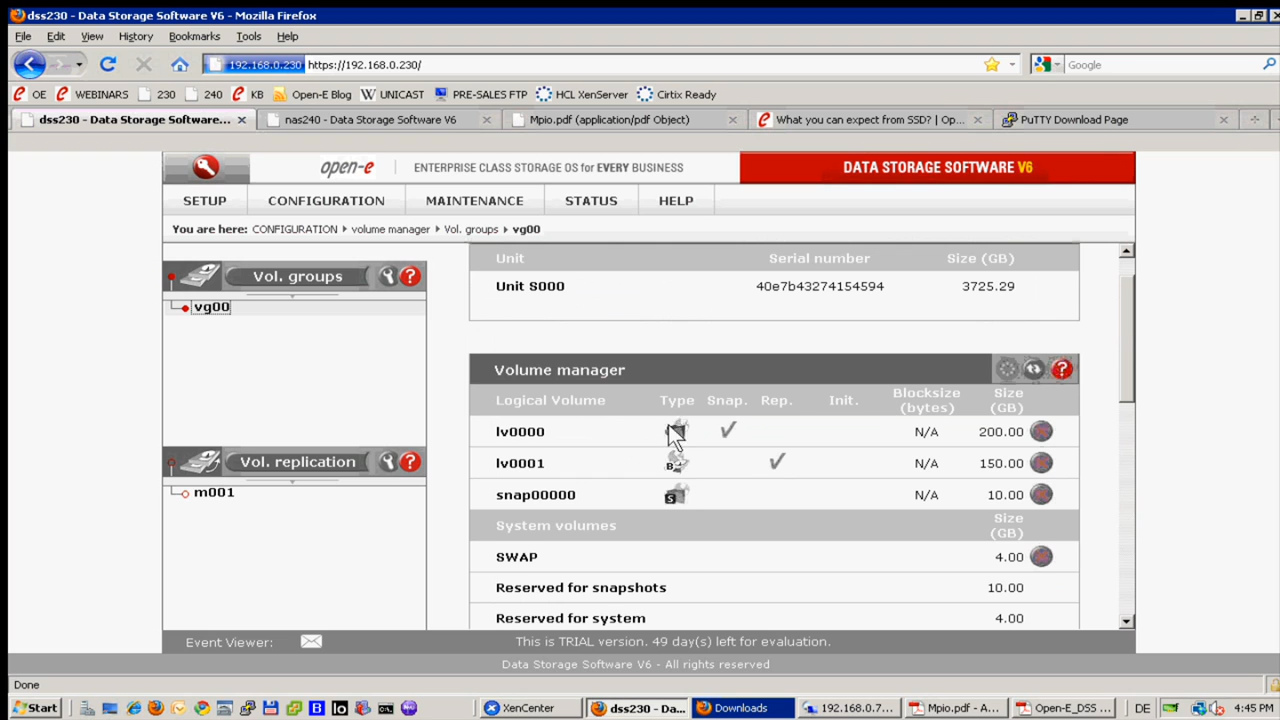 dss230 - Data Storage Software V6 - Mozilla Firefox
File Edit View History Bookmarks Tools Help
192.168.0.230 https://192.168.0.230/ Google
OE WEBINARS 230 240 KB Open-E Blog UNICAST PRE-SALES FTP HCL XenServer Cirtix Ready
dss230 - Data Storage Software... nas240 - Data Storage Software V6 Mpio.pdf (application/pdf Object) What you can expect from SSD? | Op... PuTTY Download Page
open-e ENTERPRISE CLASS STORAGE OS for EVERY BUSINESS DATA STORAGE SOFTWARE V6
SETUP CONFIGURATION MAINTENANCE STATUS HELP
You are here: CONFIGURATION volume manager Vol. groups vg00
Vol. groups ?
vg00
Unit Serial number Size (GB)
Unit S000 40e7b43274154594 3725.29
Volume manager ?
Logical Volume Type Snap. Rep. Init. Blocksize (bytes) Size (GB)
lv0000 N/A 200.00
lv0001 B N/A 150.00
snap00000 S N/A 10.00
System volumes Size (GB)
SWAP 4.00
Reserved for snapshots 10.00
Reserved for system 4.00
Vol. replication ?
m001
Event Viewer: This is TRIAL version. 49 day(s) left for evaluation.
Data Storage Software V6 - All rights reserved
Done
Start XenCenter dss230 - Da... Downloads 192.168.0.7... Mpio.pdf - A... Open-E_DSS ... DE 4:45 PM